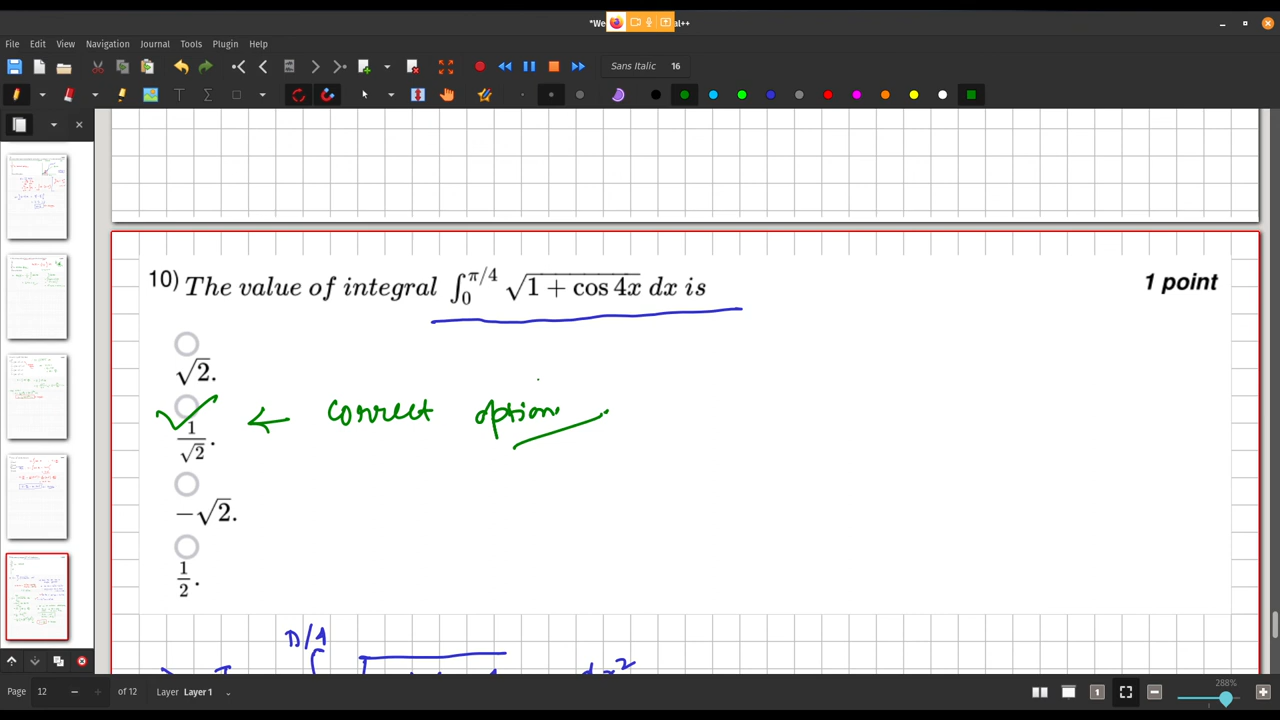 *We
al++
File Edit View Navigation Journal Tools Plugin Help
Sans Italic 16
10) The value of integral ∫₀^{π/4} √(1 + cos 4x) dx is
1 point
√2.
← correct option
1/√2.
−√2.
1/2.
π/4
Page 12 of 12 Layer Layer 1
288%
1